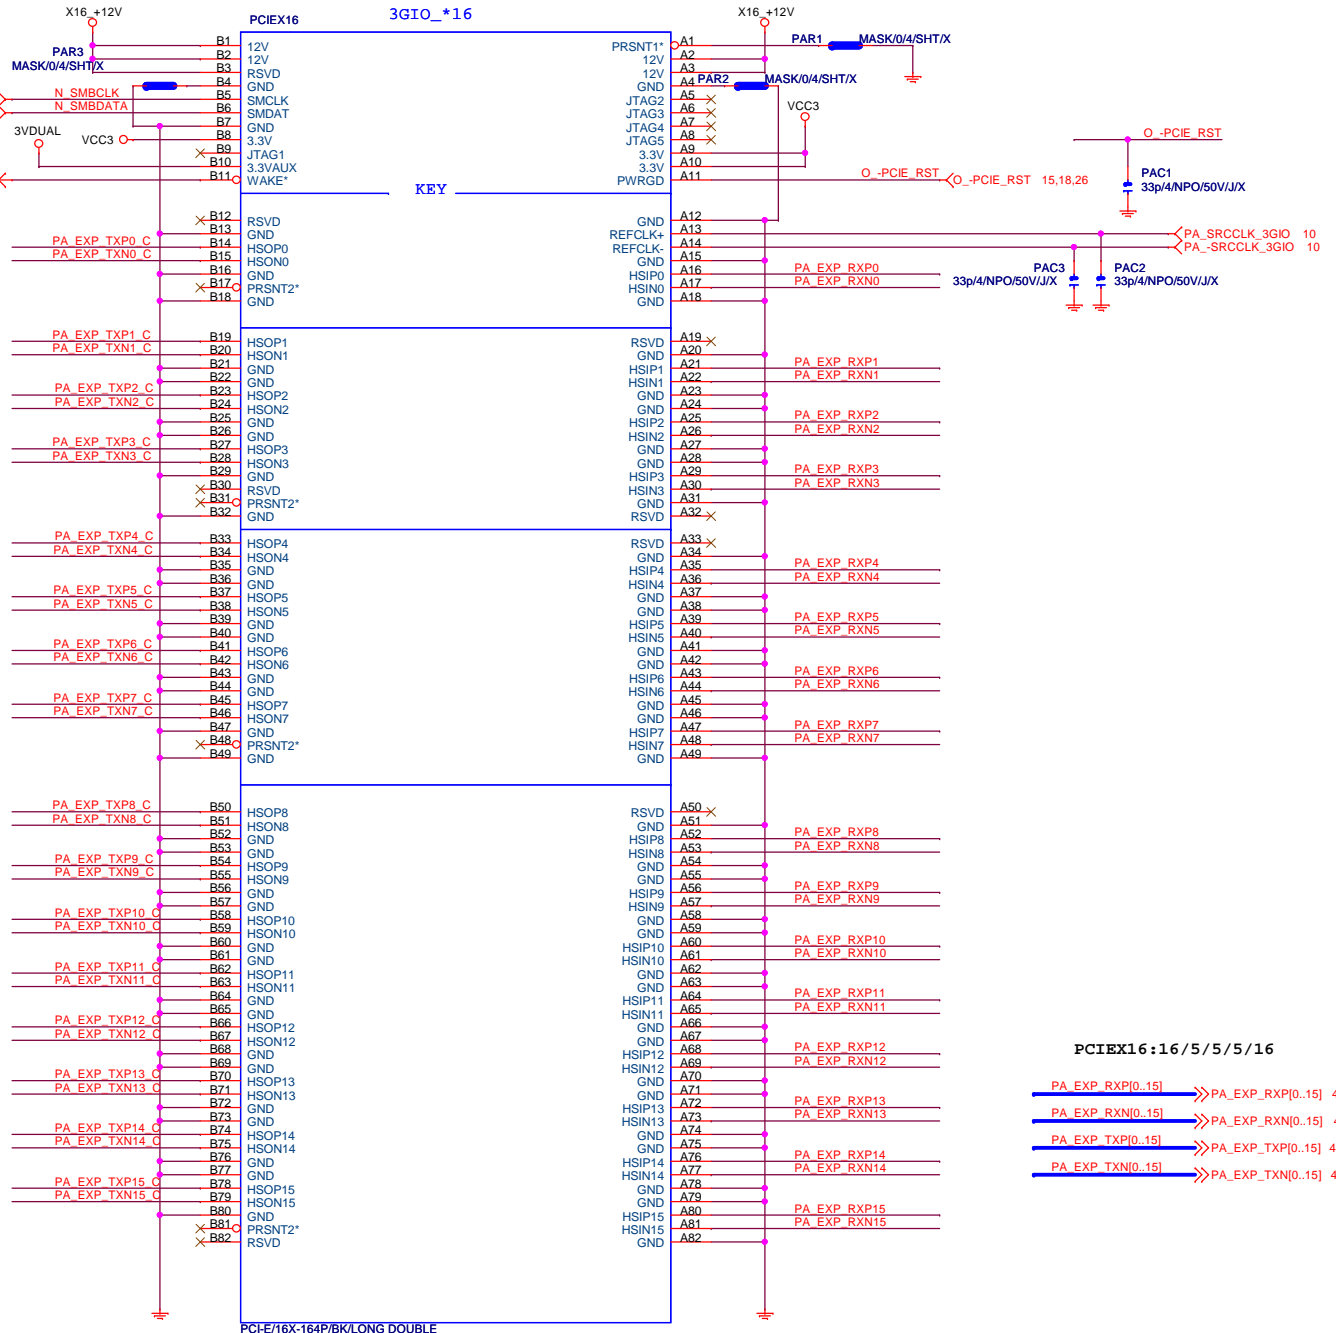 X16_+12V
PCIEX16
3GIO_*16
X16_+12V
PAR3
MASK/0/4/SHT/X
PAR1
MASK/0/4/SHT/X
PAR2
MASK/0/4/SHT/X
N_SMBCLK
N_SMBDATA
3VDUAL
VCC3
VCC3
B1 12V
B2 12V
B3 RSVD
B4 GND
B5 SMCLK
B6 SMDAT
B7 GND
B8 3.3V
B9 JTAG1
B10 3.3VAUX
B11 WAKE*
PRSNT1* A1
12V A2
12V A3
GND A4
JTAG2 A5
JTAG3 A6
JTAG4 A7
JTAG5 A8
3.3V A9
3.3V A10
PWRGD A11
O_-PCIE_RST
O_-PCIE_RST 15,18,26
O_-PCIE_RST
PAC1
33p/4/NPO/50V/J/X
KEY
B12 RSVD
B13 GND
PA_EXP_TXP0_C B14 HSOP0
PA_EXP_TXN0_C B15 HSON0
B16 GND
B17 PRSNT2*
B18 GND
GND A12
REFCLK+ A13
REFCLK- A14
GND A15
HSIP0 A16 PA_EXP_RXP0
HSIN0 A17 PA_EXP_RXN0
GND A18
PA_SRCCLK_3GIO 10
PA_-SRCCLK_3GIO 10
PAC3
33p/4/NPO/50V/J/X
PAC2
33p/4/NPO/50V/J/X
PA_EXP_TXP1_C B19 HSOP1
PA_EXP_TXN1_C B20 HSON1
B21 GND
B22 GND
PA_EXP_TXP2_C B23 HSOP2
PA_EXP_TXN2_C B24 HSON2
B25 GND
B26 GND
PA_EXP_TXP3_C B27 HSOP3
PA_EXP_TXN3_C B28 HSON3
B29 GND
B30 RSVD
B31 PRSNT2*
B32 GND
RSVD A19
GND A20
HSIP1 A21 PA_EXP_RXP1
HSIN1 A22 PA_EXP_RXN1
GND A23
GND A24
HSIP2 A25 PA_EXP_RXP2
HSIN2 A26 PA_EXP_RXN2
GND A27
GND A28
HSIP3 A29 PA_EXP_RXP3
HSIN3 A30 PA_EXP_RXN3
GND A31
RSVD A32
PA_EXP_TXP4_C B33 HSOP4
PA_EXP_TXN4_C B34 HSON4
B35 GND
B36 GND
PA_EXP_TXP5_C B37 HSOP5
PA_EXP_TXN5_C B38 HSON5
B39 GND
B40 GND
PA_EXP_TXP6_C B41 HSOP6
PA_EXP_TXN6_C B42 HSON6
B43 GND
B44 GND
PA_EXP_TXP7_C B45 HSOP7
PA_EXP_TXN7_C B46 HSON7
B47 GND
B48 PRSNT2*
B49 GND
RSVD A33
GND A34
HSIP4 A35 PA_EXP_RXP4
HSIN4 A36 PA_EXP_RXN4
GND A37
GND A38
HSIP5 A39 PA_EXP_RXP5
HSIN5 A40 PA_EXP_RXN5
GND A41
GND A42
HSIP6 A43 PA_EXP_RXP6
HSIN6 A44 PA_EXP_RXN6
GND A45
GND A46
HSIP7 A47 PA_EXP_RXP7
HSIN7 A48 PA_EXP_RXN7
GND A49
PA_EXP_TXP8_C B50 HSOP8
PA_EXP_TXN8_C B51 HSON8
B52 GND
B53 GND
PA_EXP_TXP9_C B54 HSOP9
PA_EXP_TXN9_C B55 HSON9
B56 GND
B57 GND
PA_EXP_TXP10_C B58 HSOP10
PA_EXP_TXN10_C B59 HSON10
B60 GND
B61 GND
PA_EXP_TXP11_C B62 HSOP11
PA_EXP_TXN11_C B63 HSON11
B64 GND
B65 GND
PA_EXP_TXP12_C B66 HSOP12
PA_EXP_TXN12_C B67 HSON12
B68 GND
B69 GND
PA_EXP_TXP13_C B70 HSOP13
PA_EXP_TXN13_C B71 HSON13
B72 GND
B73 GND
PA_EXP_TXP14_C B74 HSOP14
PA_EXP_TXN14_C B75 HSON14
B76 GND
B77 GND
PA_EXP_TXP15_C B78 HSOP15
PA_EXP_TXN15_C B79 HSON15
B80 GND
B81 PRSNT2*
B82 RSVD
RSVD A50
GND A51
HSIP8 A52 PA_EXP_RXP8
HSIN8 A53 PA_EXP_RXN8
GND A54
GND A55
HSIP9 A56 PA_EXP_RXP9
HSIN9 A57 PA_EXP_RXN9
GND A58
GND A59
HSIP10 A60 PA_EXP_RXP10
HSIN10 A61 PA_EXP_RXN10
GND A62
GND A63
HSIP11 A64 PA_EXP_RXP11
HSIN11 A65 PA_EXP_RXN11
GND A66
GND A67
HSIP12 A68 PA_EXP_RXP12
HSIN12 A69 PA_EXP_RXN12
GND A70
GND A71
HSIP13 A72 PA_EXP_RXP13
HSIN13 A73 PA_EXP_RXN13
GND A74
GND A75
HSIP14 A76 PA_EXP_RXP14
HSIN14 A77 PA_EXP_RXN14
GND A78
GND A79
HSIP15 A80 PA_EXP_RXP15
HSIN15 A81 PA_EXP_RXN15
GND A82
PCIEX16:16/5/5/5/16
PA_EXP_RXP[0..15] PA_EXP_RXP[0..15] 4
PA_EXP_RXN[0..15] PA_EXP_RXN[0..15]
PA_EXP_TXP[0..15] PA_EXP_TXP[0..15] 4
PA_EXP_TXN[0..15] PA_EXP_TXN[0..15] 4
PCI-E/16X-164P/BK/LONG DOUBLE